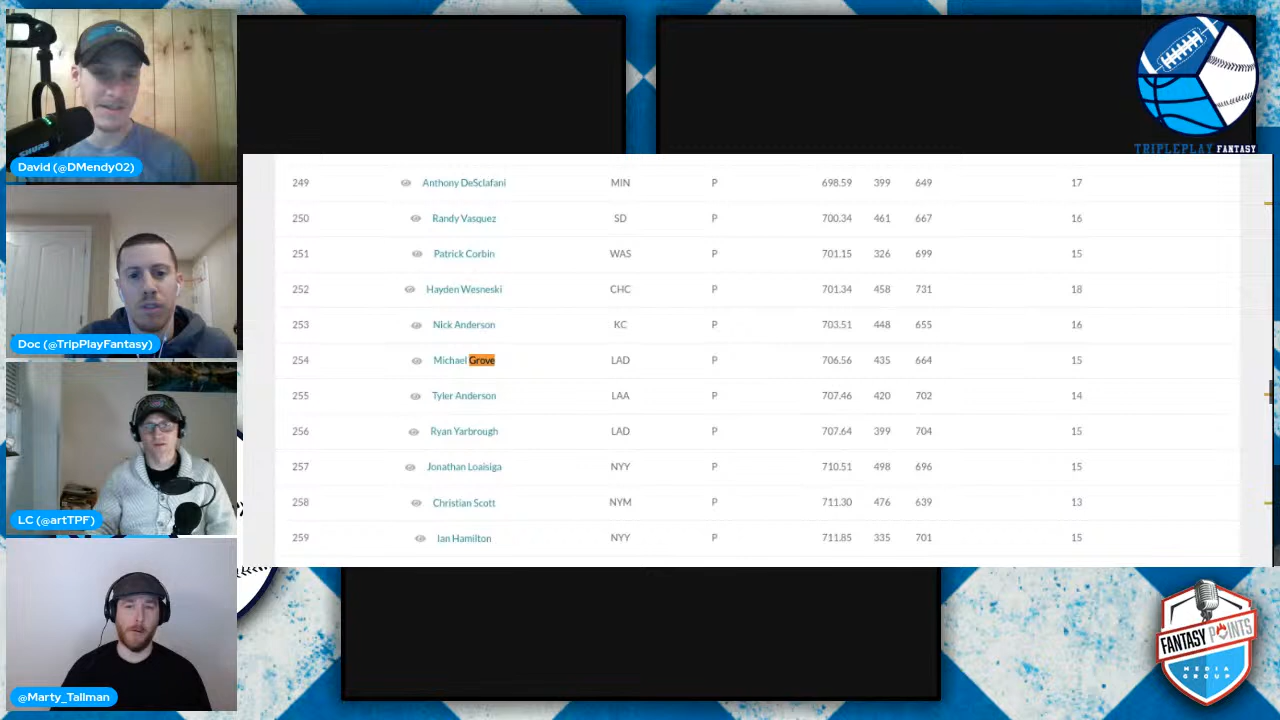 David (@DMendy02)
Doc (@TripPlayFantasy)
LC (@artTPF)
@Marty_Tallman
TRIPLEPLAY FANTASY
249 Anthony DeSclafani MIN P 698.59 399 649 17
250 Randy Vasquez SD P 700.34 461 667 16
251 Patrick Corbin WAS P 701.15 326 699 15
252 Hayden Wesneski CHC P 701.34 458 731 18
253 Nick Anderson KC P 703.51 448 655 16
254 Michael Grove LAD P 706.56 435 664 15
255 Tyler Anderson LAA P 707.46 420 702 14
256 Ryan Yarbrough LAD P 707.64 399 704 15
257 Jonathan Loaisiga NYY P 710.51 498 696 15
258 Christian Scott NYM P 711.30 476 639 13
259 Ian Hamilton NYY P 711.85 335 701 15
FANTASY POINTS
MEDIA
GROUP
SHURE